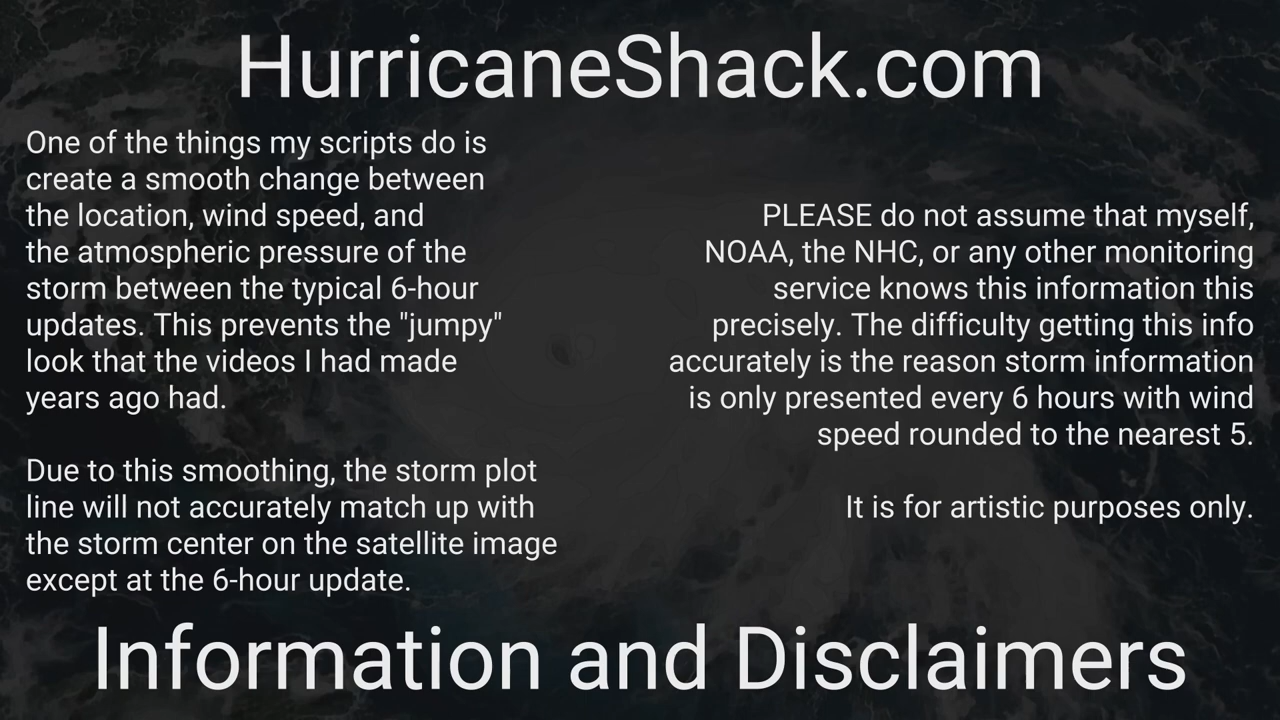 HurricaneShack.com
One of the things my scripts do is
create a smooth change between
the location, wind speed, and
the atmospheric pressure of the
storm between the typical 6-hour
updates. This prevents the "jumpy"
look that the videos I had made
years ago had.
Due to this smoothing, the storm plot
line will not accurately match up with
the storm center on the satellite image
except at the 6-hour update.
PLEASE do not assume that myself,
NOAA, the NHC, or any other monitoring
service knows this information this
precisely. The difficulty getting this info
accurately is the reason storm information
is only presented every 6 hours with wind
speed rounded to the nearest 5.
It is for artistic purposes only.
Information and Disclaimers